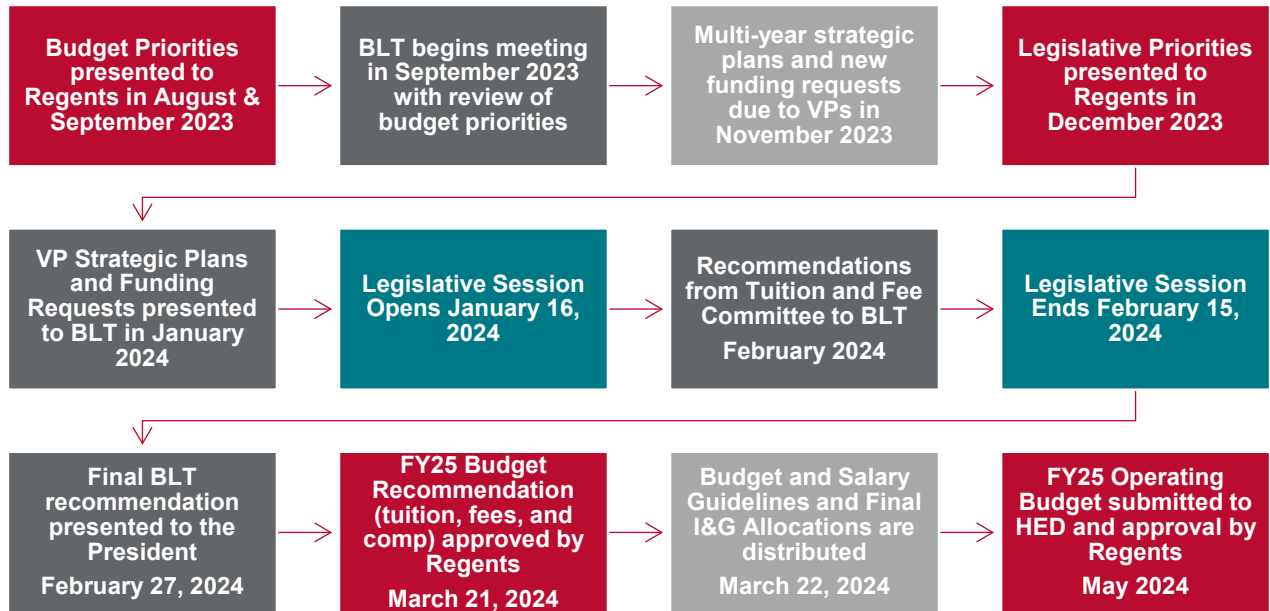 Budget Priorities
presented to
Regents in August &
September 2023
BLT begins meeting
in September 2023
with review of
budget priorities
Multi-year strategic
plans and new
funding requests
due to VPs in
November 2023
Legislative Priorities
presented to
Regents in
December 2023
VP Strategic Plans
and Funding
Requests presented
to BLT in January
2024
Legislative Session
Opens January 16,
2024
Recommendations
from Tuition and Fee
Committee to BLT
February 2024
Legislative Session
Ends February 15,
2024
Final BLT
recommendation
presented to the
President
February 27, 2024
FY25 Budget
Recommendation
(tuition, fees, and
comp) approved by
Regents
March 21, 2024
Budget and Salary
Guidelines and Final
I&G Allocations are
distributed
March 22, 2024
FY25 Operating
Budget submitted to
HED and approval by
Regents
May 2024